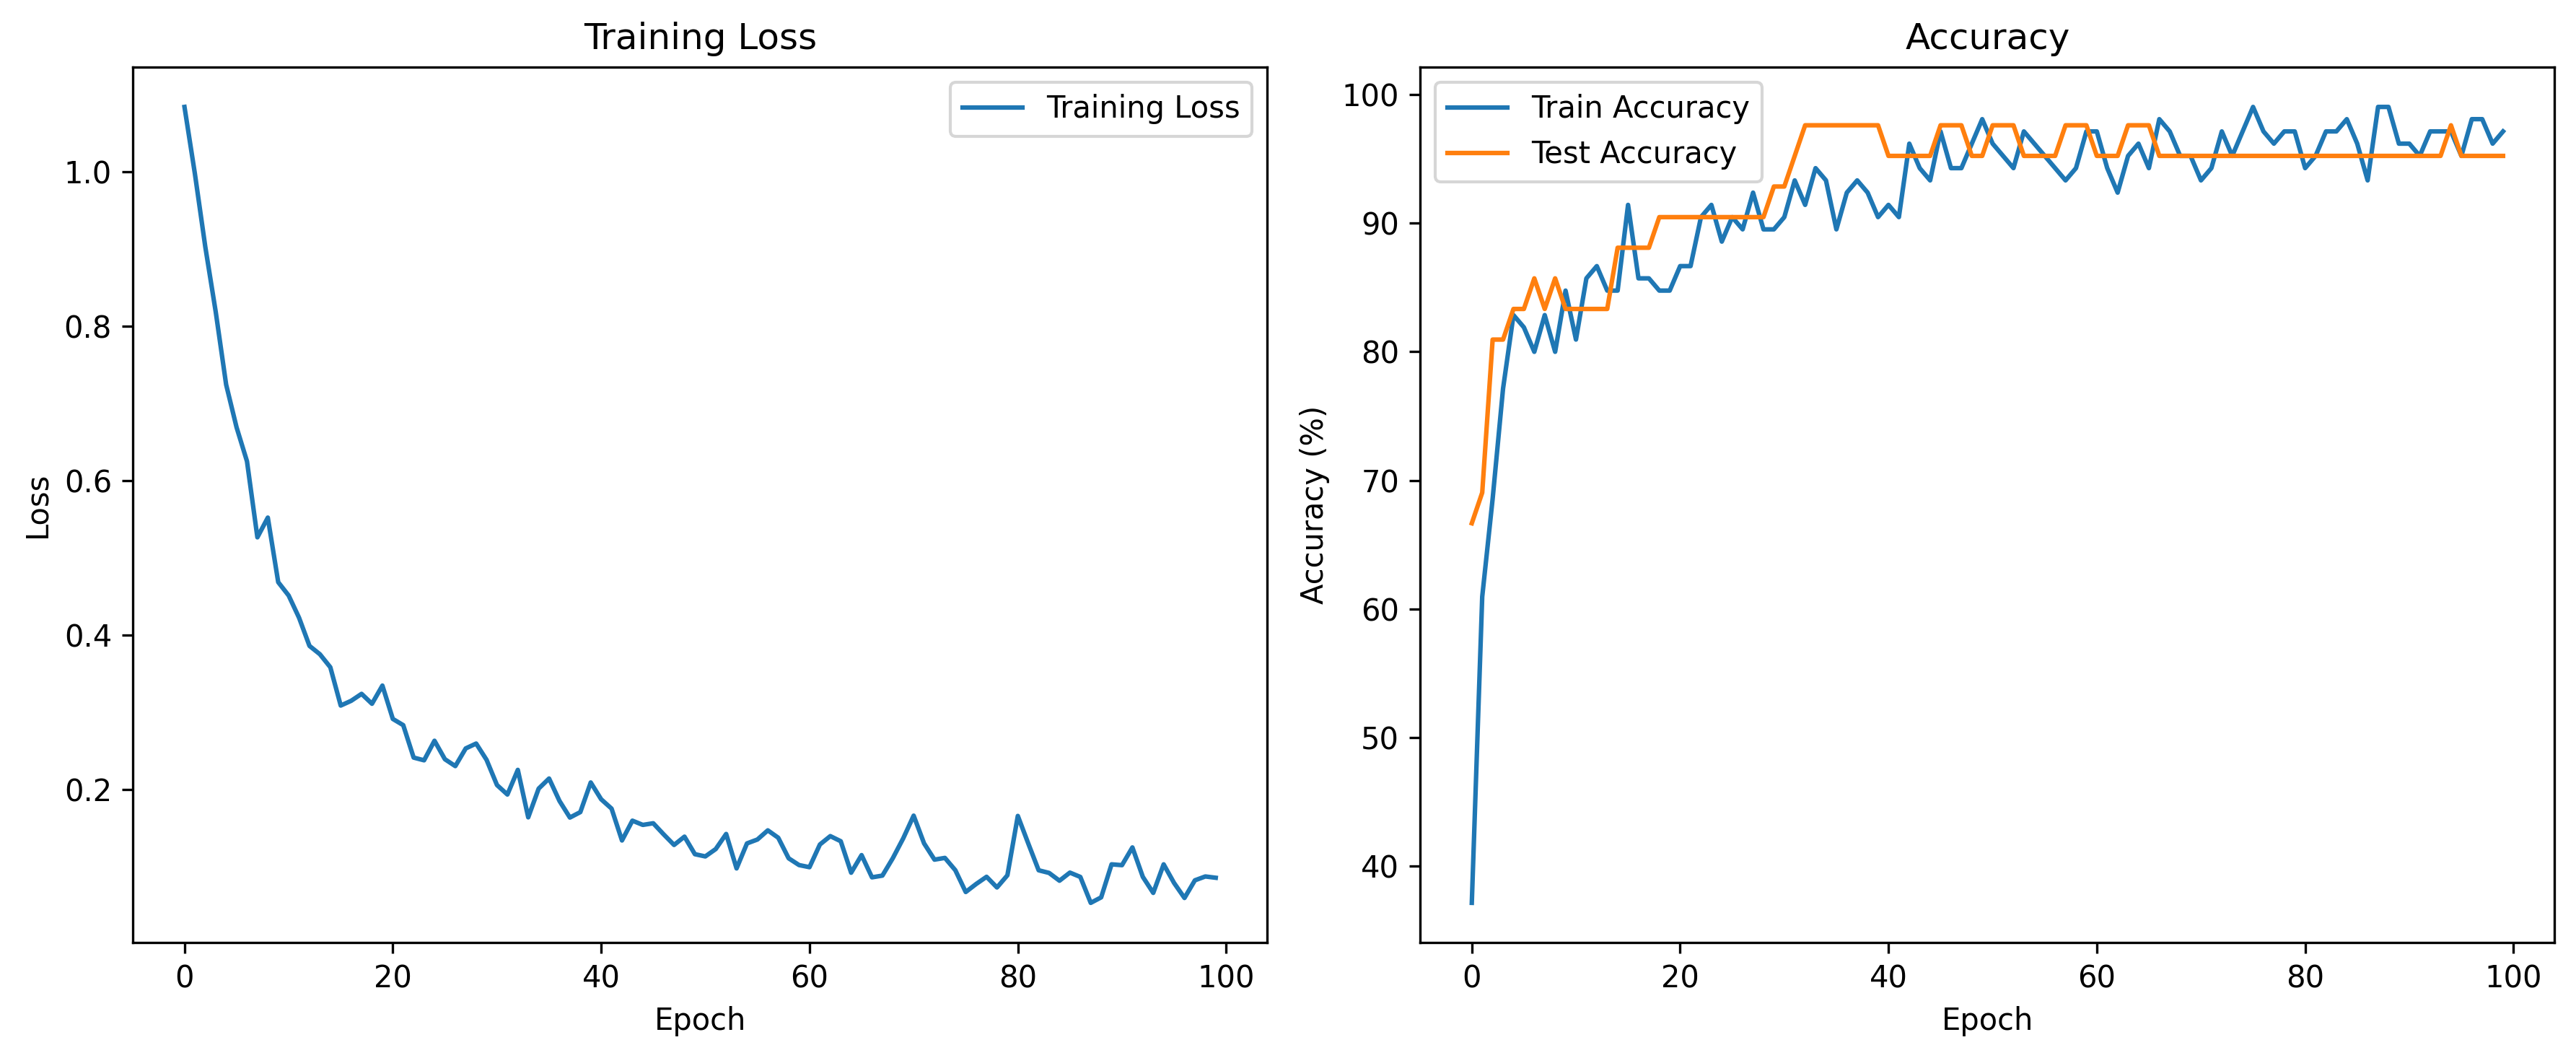 Training Loss
Training Loss
1.0
0.8
0.6
0.4
0.2
Loss
0 20 40 60 80 100
Epoch
Accuracy
Train Accuracy
Test Accuracy
100
90
80
70
60
50
40
Accuracy (%)
0 20 40 60 80 100
Epoch